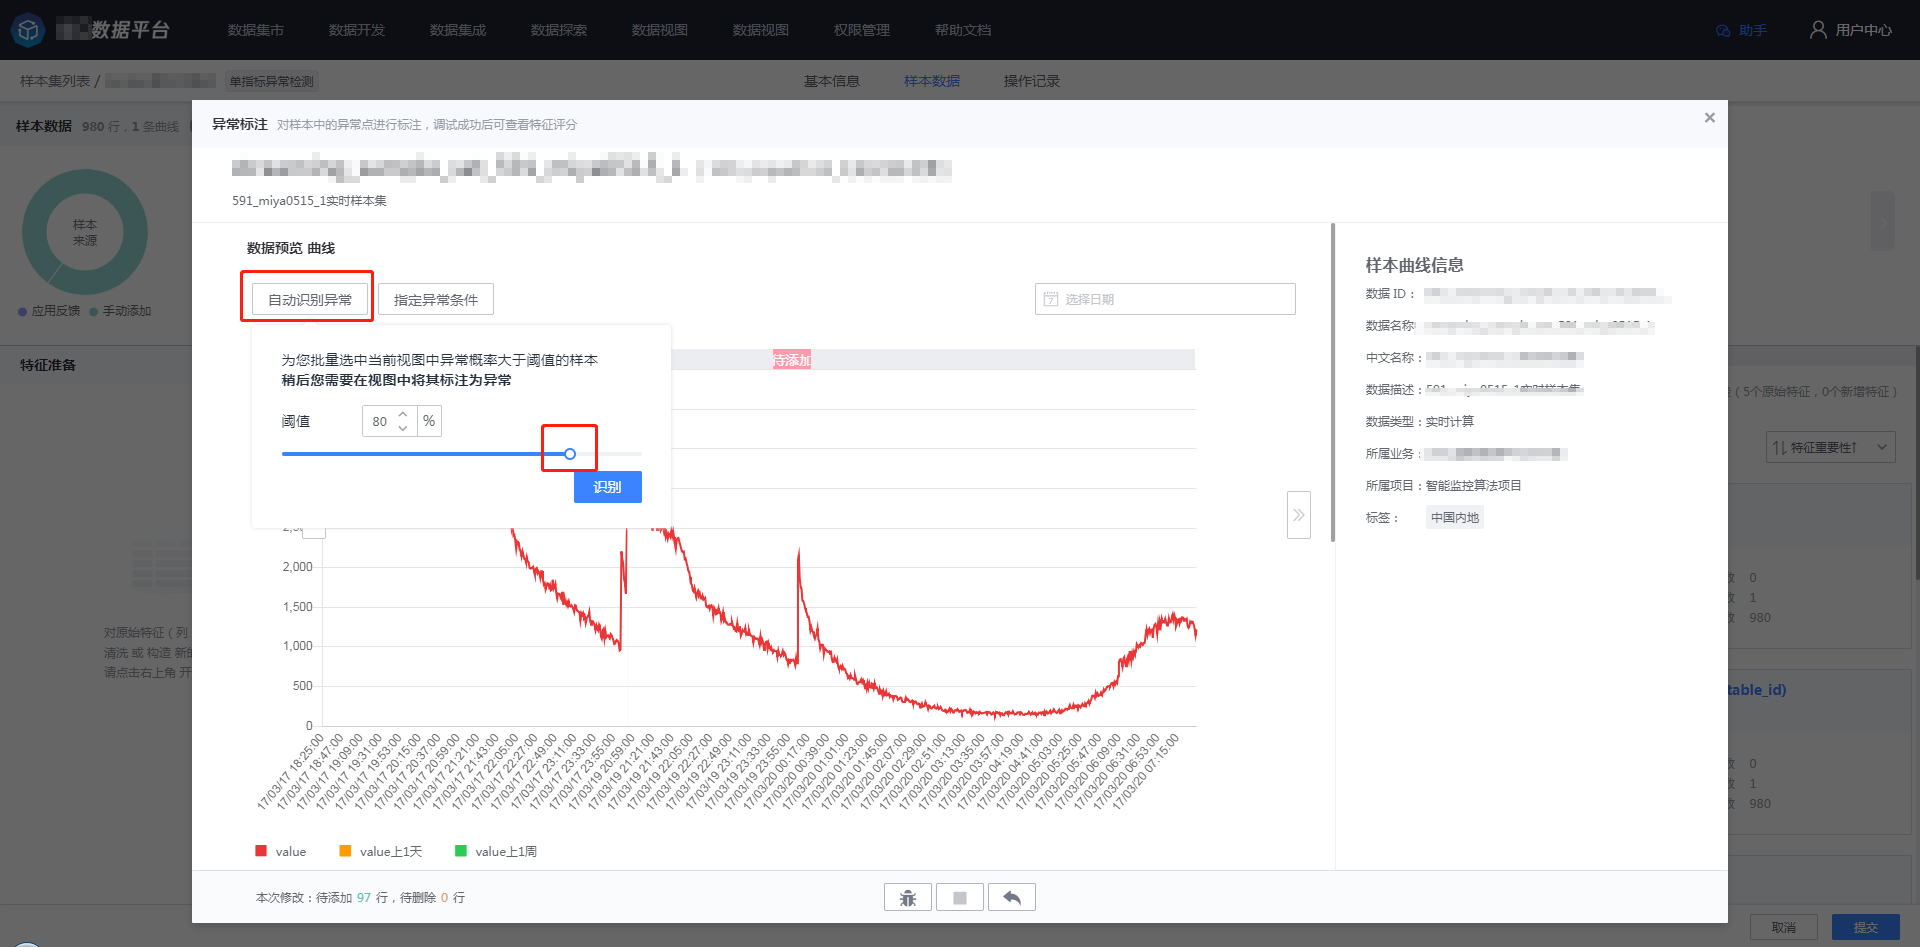 数据平台
数据集市
数据开发
数据集成
数据探索
数据视图
数据视图
权限管理
帮助文档
助手
用户中心
样本集列表 /
单指标异常检测
基本信息
样本数据
操作记录
样本数据 980 行，1 条曲线
样本
来源
应用反馈 手动添加
特征准备
对原始特征（列
清洗 或 构造 新的
请点击右上角 开
异常标注 对样本中的异常点进行标注，调试成功后可查看特征评分
591_miya0515_1实时样本集
数据预览 曲线
自动识别异常
指定异常条件
选择日期
为您批量选中当前视图中异常概率大于阈值的样本
稍后您需要在视图中将其标注为异常
阈值
80
%
识别
待添加
2,000
1,500
1,000
500
0
17/03/17 18:25:00
17/03/17 18:47:00
17/03/17 19:09:00
17/03/17 19:31:00
17/03/17 19:53:00
17/03/17 20:15:00
17/03/17 20:37:00
17/03/17 20:59:00
17/03/17 21:21:00
17/03/17 21:43:00
17/03/17 22:05:00
17/03/17 22:27:00
17/03/17 22:49:00
17/03/17 23:11:00
17/03/17 23:33:00
17/03/17 23:55:00
17/03/19 20:59:00
17/03/19 21:21:00
17/03/19 21:43:00
17/03/19 22:05:00
17/03/19 22:27:00
17/03/19 22:49:00
17/03/19 23:11:00
17/03/19 23:33:00
17/03/19 23:55:00
17/03/20 00:17:00
17/03/20 00:39:00
17/03/20 01:01:00
17/03/20 01:23:00
17/03/20 01:45:00
17/03/20 02:07:00
17/03/20 02:29:00
17/03/20 02:51:00
17/03/20 03:13:00
17/03/20 03:35:00
17/03/20 03:57:00
17/03/20 04:19:00
17/03/20 04:41:00
17/03/20 05:03:00
17/03/20 05:25:00
17/03/20 05:47:00
17/03/20 06:09:00
17/03/20 06:31:00
17/03/20 06:53:00
17/03/20 07:15:00
value
value上1天
value上1周
本次修改：待添加 97 行，待删除 0 行
样本曲线信息
数据 ID：
数据名称：
中文名称：
数据描述：
数据类型：实时计算
所属业务：
所属项目：智能监控算法项目
标签：
中国内地
（5个原始特征，0个新增特征）
特征重要性↑
数 0
数 1
数 980
table_id)
数 0
数 1
数 980
取消
提交